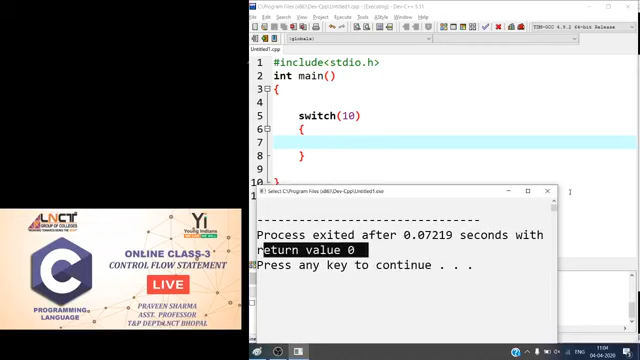 C:\Program Files (x86)\Dev-Cpp\Untitled1.cpp - [Executing] - Dev-C++ 5.11
File Edit Search View Project Execute Tools AStyle Window Help
TDM-GCC 4.9.2 64-bit Release
(globals)
Untitled1.cpp
1 #include<stdio.h>
2 int main()
3 {
4
5 switch(10)
6 {
7
8 }
9
10 }
Select C:\Program Files (x86)\Dev-Cpp\Untitled1.exe
--------------------------------
Process exited after 0.07219 seconds with
return value 0
Press any key to continue . . .
LNCT
GROUP OF COLLEGES
Yi
Young Indians
ONLINE CLASS-3
CONTROL FLOW STATEMENT
LIVE
C
PROGRAMMING
LANGUAGE
PRAVEEN SHARMA
ASST. PROFESSOR
T&P DEPT. LNCT BHOPAL
ENG
11:04
04-04-2020